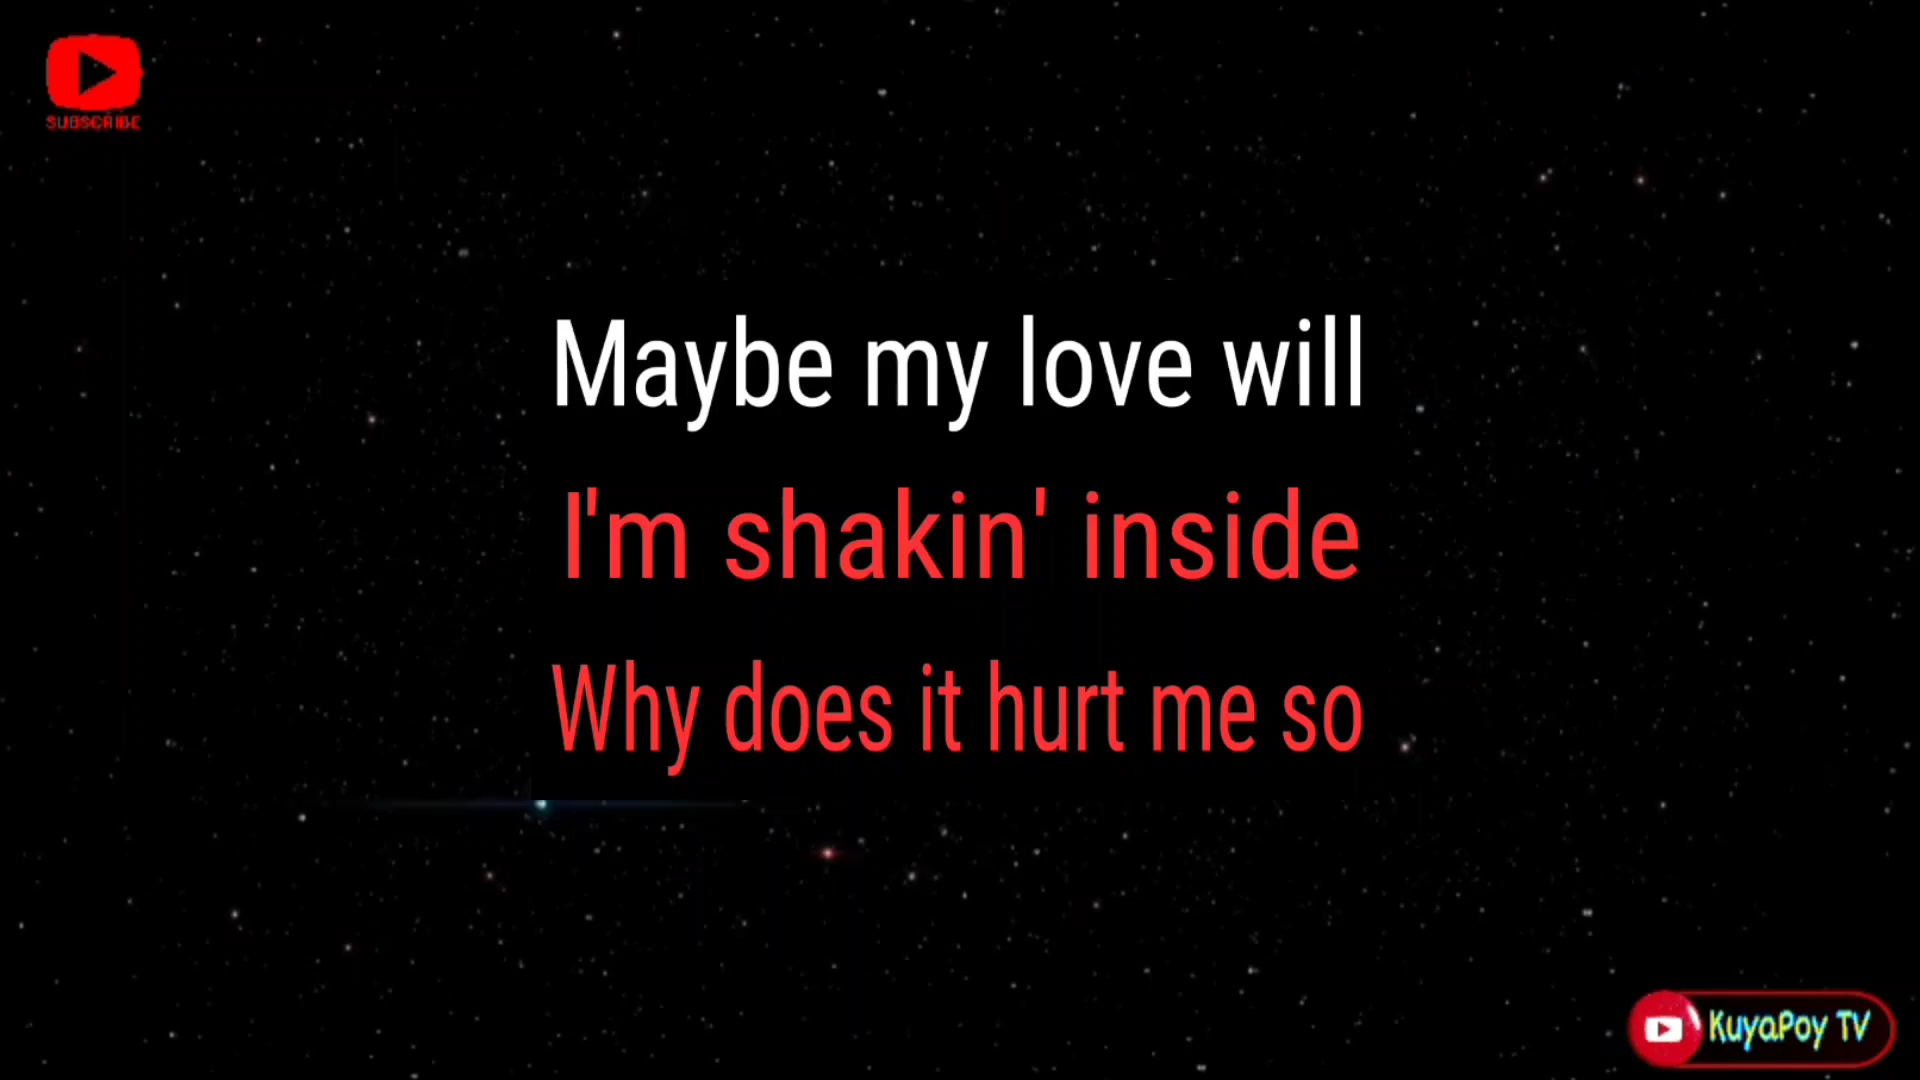 SUBSCRIBE
Maybe my love will
I'm shakin' inside
Why does it hurt me so
KuyaPoy TV